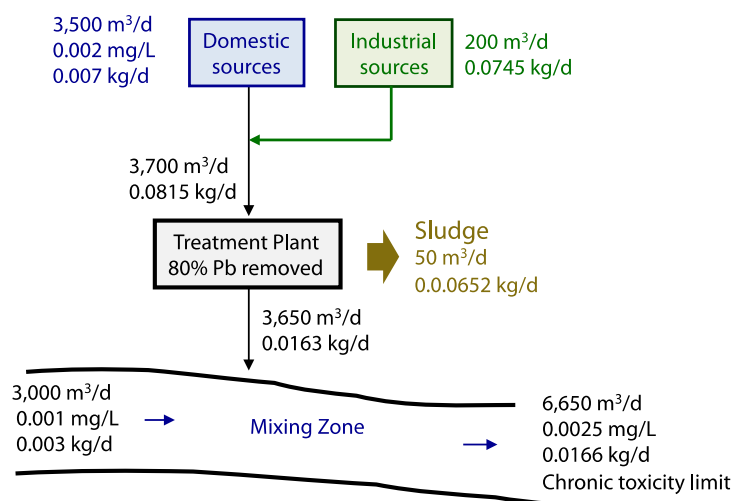 3,500 m³/d
0.002 mg/L
0.007 kg/d
Domestic
sources
Industrial
sources
200 m³/d
0.0745 kg/d
3,700 m³/d
0.0815 kg/d
Treatment Plant
80% Pb removed
Sludge
50 m³/d
0.0.0652 kg/d
3,650 m³/d
0.0163 kg/d
3,000 m³/d
0.001 mg/L
0.003 kg/d
Mixing Zone
6,650 m³/d
0.0025 mg/L
0.0166 kg/d
Chronic toxicity limit